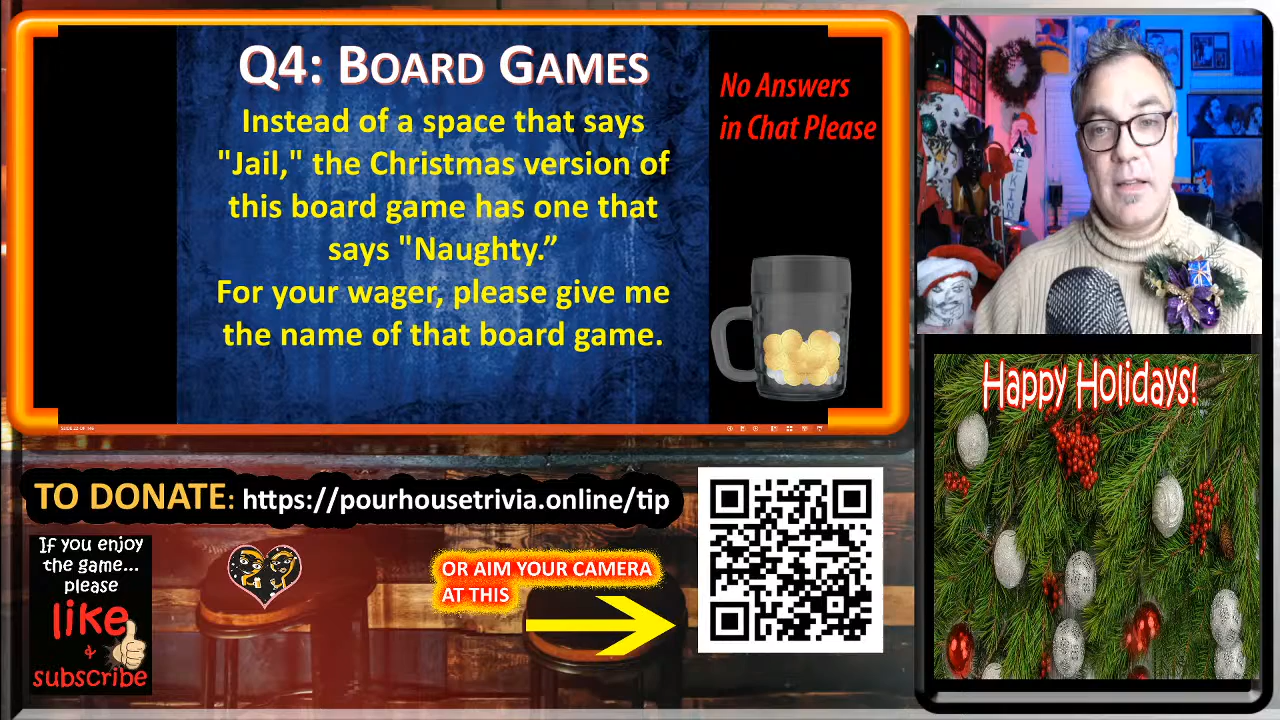 Q4: BOARD GAMES
Instead of a space that says
"Jail," the Christmas version of
this board game has one that
says "Naughty.”
For your wager, please give me
the name of that board game.
No Answers
in Chat Please
Happy Holidays!
TO DONATE: https://pourhousetrivia.online/tip
If you enjoy
the game...
please
like
&
subscribe
OR AIM YOUR CAMERA
AT THIS